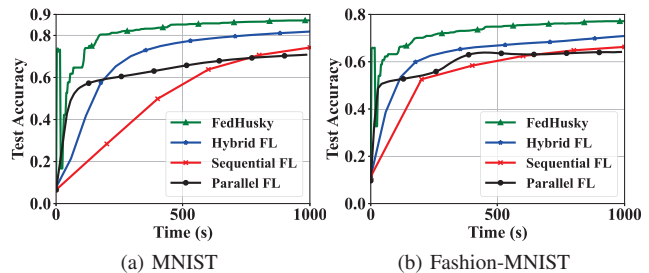 0.9
0.8
0.6
0.4
0.2
0.0
Test Accuracy
0
500
1000
Time (s)
FedHusky
Hybrid FL
Sequential FL
Parallel FL
(a) MNIST
0.8
0.6
0.4
0.2
0.0
Test Accuracy
0
500
1000
Time (s)
FedHusky
Hybrid FL
Sequential FL
Parallel FL
(b) Fashion-MNIST